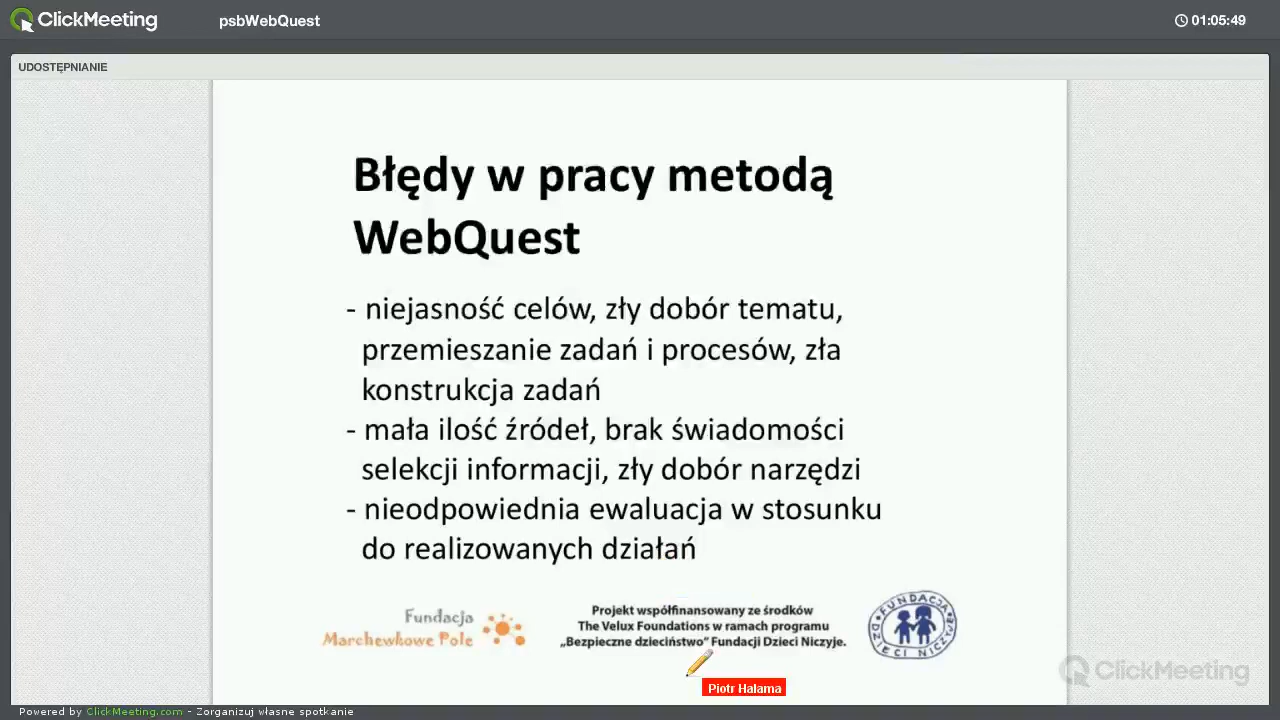 ClickMeeting
psbWebQuest
01:05:49
UDOSTĘPNIANIE
Błędy w pracy metodą
WebQuest
- niejasność celów, zły dobór tematu,
przemieszanie zadań i procesów, zła
konstrukcja zadań
- mała ilość źródeł, brak świadomości
selekcji informacji, zły dobór narzędzi
- nieodpowiednia ewaluacja w stosunku
do realizowanych działań
Fundacja
Marchewkowe Pole
Projekt współfinansowany ze środków
The Velux Foundations w ramach programu
„Bezpieczne dzieciństwo” Fundacji Dzieci Niczyje.
FUNDACJA
DZIECI NICZYJE
ClickMeeting
Piotr Halama
Powered by ClickMeeting.com - Zorganizuj własne spotkanie